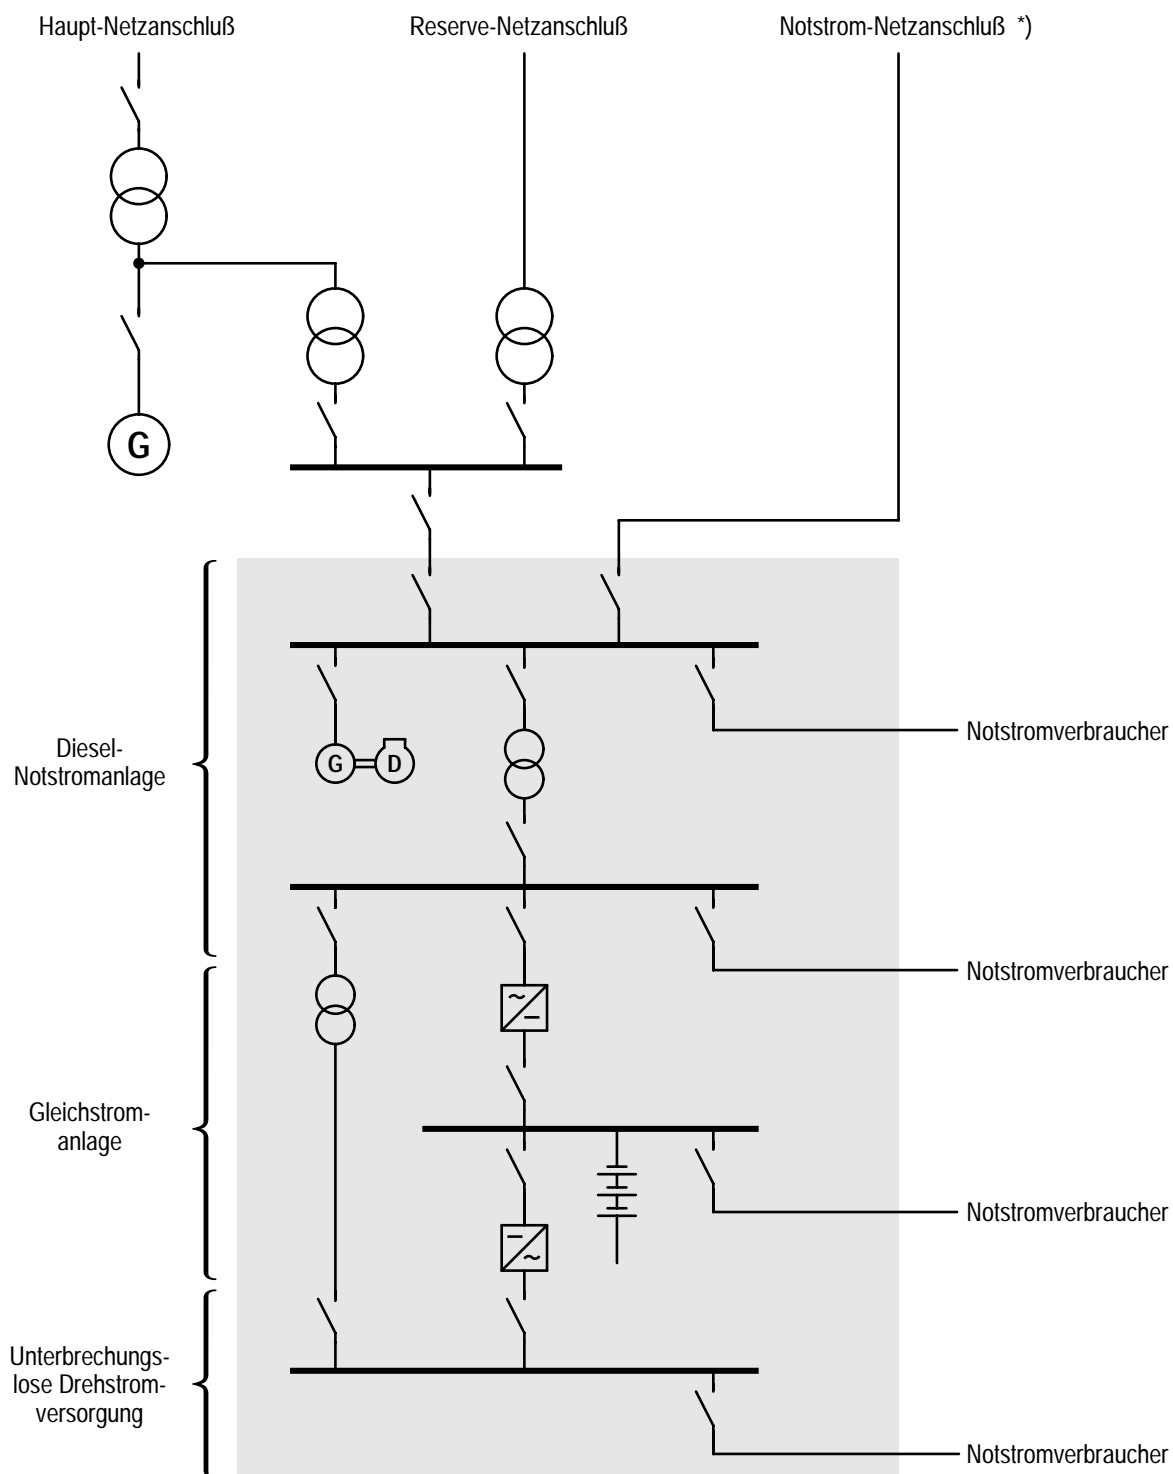 Haupt-Netzanschluß
Reserve-Netzanschluß
Notstrom-Netzanschluß *)
G
Diesel-
Notstromanlage
G
D
Notstromverbraucher
Notstromverbraucher
Gleichstrom-
anlage
Notstromverbraucher
Unterbrechungs-
lose Drehstrom-
versorgung
Notstromverbraucher